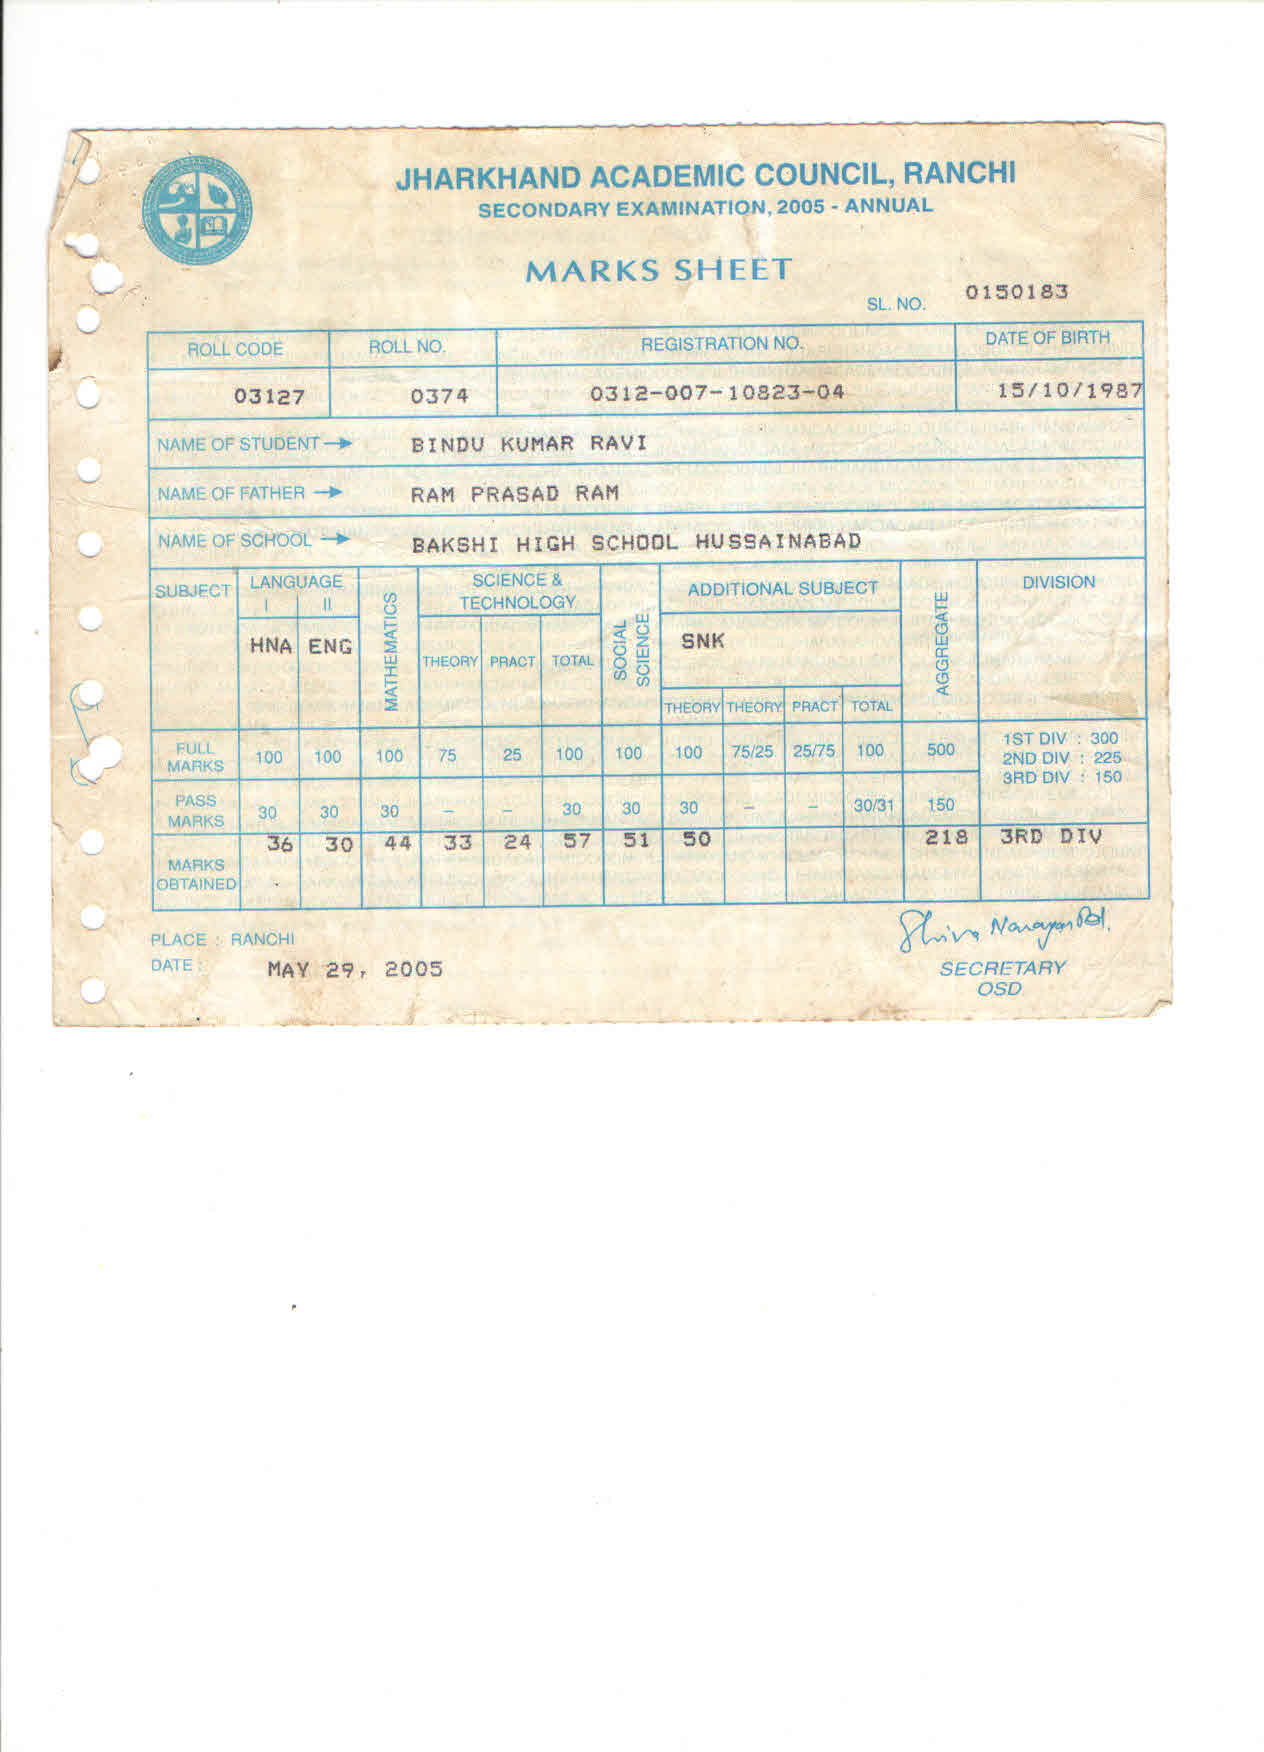 JHARKHAND ACADEMIC COUNCIL, RANCHI
SECONDARY EXAMINATION, 2005 - ANNUAL
MARKS SHEET
SL. NO. 0150183
ROLL CODE ROLL NO. REGISTRATION NO. DATE OF BIRTH
03127 0374 0312-007-10823-04 15/10/1987
NAME OF STUDENT → BINDU KUMAR RAVI
NAME OF FATHER → RAM PRASAD RAM
NAME OF SCHOOL → BAKSHI HIGH SCHOOL HUSSAINABAD
SUBJECT LANGUAGE MATHEMATICS SCIENCE & TECHNOLOGY SOCIAL SCIENCE ADDITIONAL SUBJECT AGGREGATE DIVISION
I II
HNA ENG SNK
THEORY PRACT TOTAL
THEORY THEORY PRACT TOTAL
FULL MARKS 100 100 100 75 25 100 100 100 75/25 25/75 100 500
1ST DIV : 300
2ND DIV : 225
3RD DIV : 150
PASS MARKS 30 30 30 – – 30 30 30 – – 30/31 150
MARKS OBTAINED 36 30 44 33 24 57 51 50 218 3RD DIV
PLACE : RANCHI
DATE : MAY 29, 2005
SECRETARY
OSD